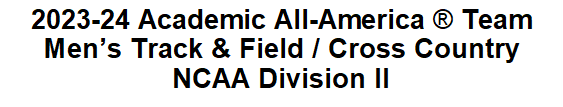 2023-24 Academic All-America ® Team
Men’s Track & Field / Cross Country
NCAA Division II